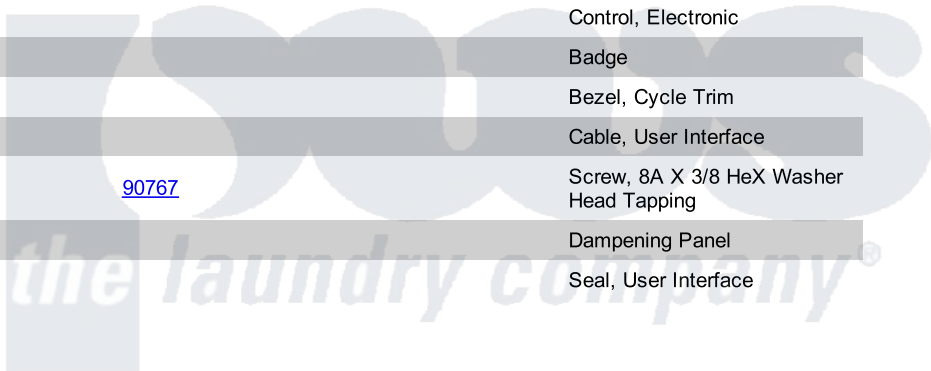 Control, Electronic
Badge
Bezel, Cycle Trim
Cable, User Interface
90767
Screw, 8A X 3/8 HeX Washer
Head Tapping
Dampening Panel
Seal, User Interface
the laundry company®